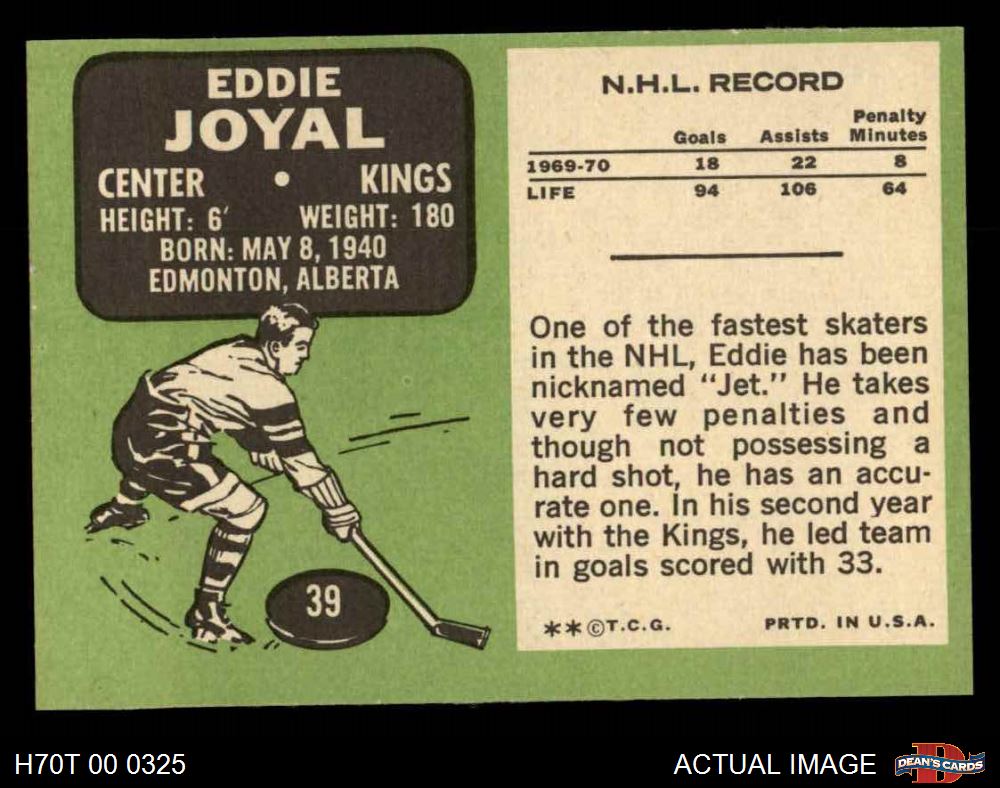 EDDIE
JOYAL
CENTER • KINGS
HEIGHT: 6′ WEIGHT: 180
BORN: MAY 8, 1940
EDMONTON, ALBERTA
39
N.H.L. RECORD
Goals Assists Penalty Minutes
1969-70 18 22 8
LIFE 94 106 64
One of the fastest skaters
in the NHL, Eddie has been
nicknamed “Jet.” He takes
very few penalties and
though not possessing a
hard shot, he has an accu-
rate one. In his second year
with the Kings, he led team
in goals scored with 33.
**©T.C.G. PRTD. IN U.S.A.
H70T 00 0325
ACTUAL IMAGE
DEAN'S CARDS